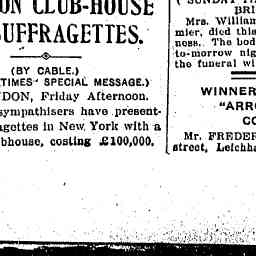 ON CLUB-HOUSE
SUFFRAGETTES.
(BY CABLE.)
TIMES" SPECIAL MESSAGE.)
DON, Friday Afternoon.
sympathisers have present-
agettes in New York with a
bhouse, costing £100,000.
BRI
Mrs. William
mier, died this
ness. The bod
to-morrow nig
the funeral wi
WINNER
"ARR
CO
Mr. FREDER
street, Leichha